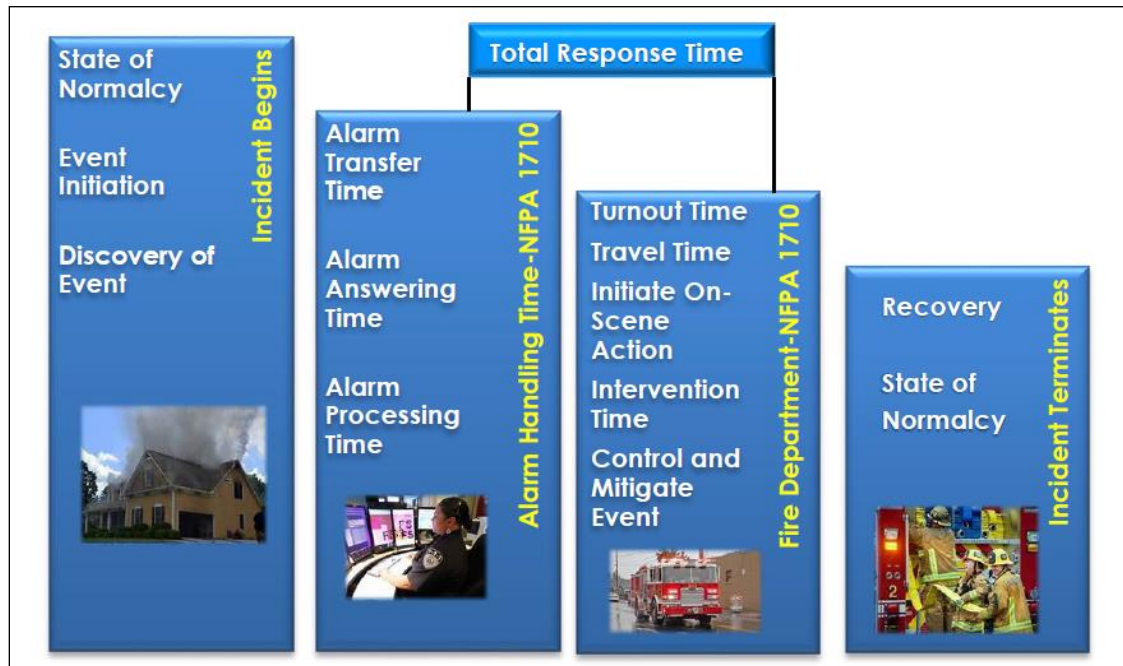 Total Response Time
State of
Normalcy
Event
Initiation
Discovery of
Event
Incident Begins
Alarm
Transfer
Time
Alarm
Answering
Time
Alarm
Processing
Time
Alarm Handling Time-NFPA 1710
Turnout Time
Travel Time
Initiate On-
Scene
Action
Intervention
Time
Control and
Mitigate
Event
Fire Department-NFPA 1710
Recovery
State of
Normalcy
Incident Terminates
2